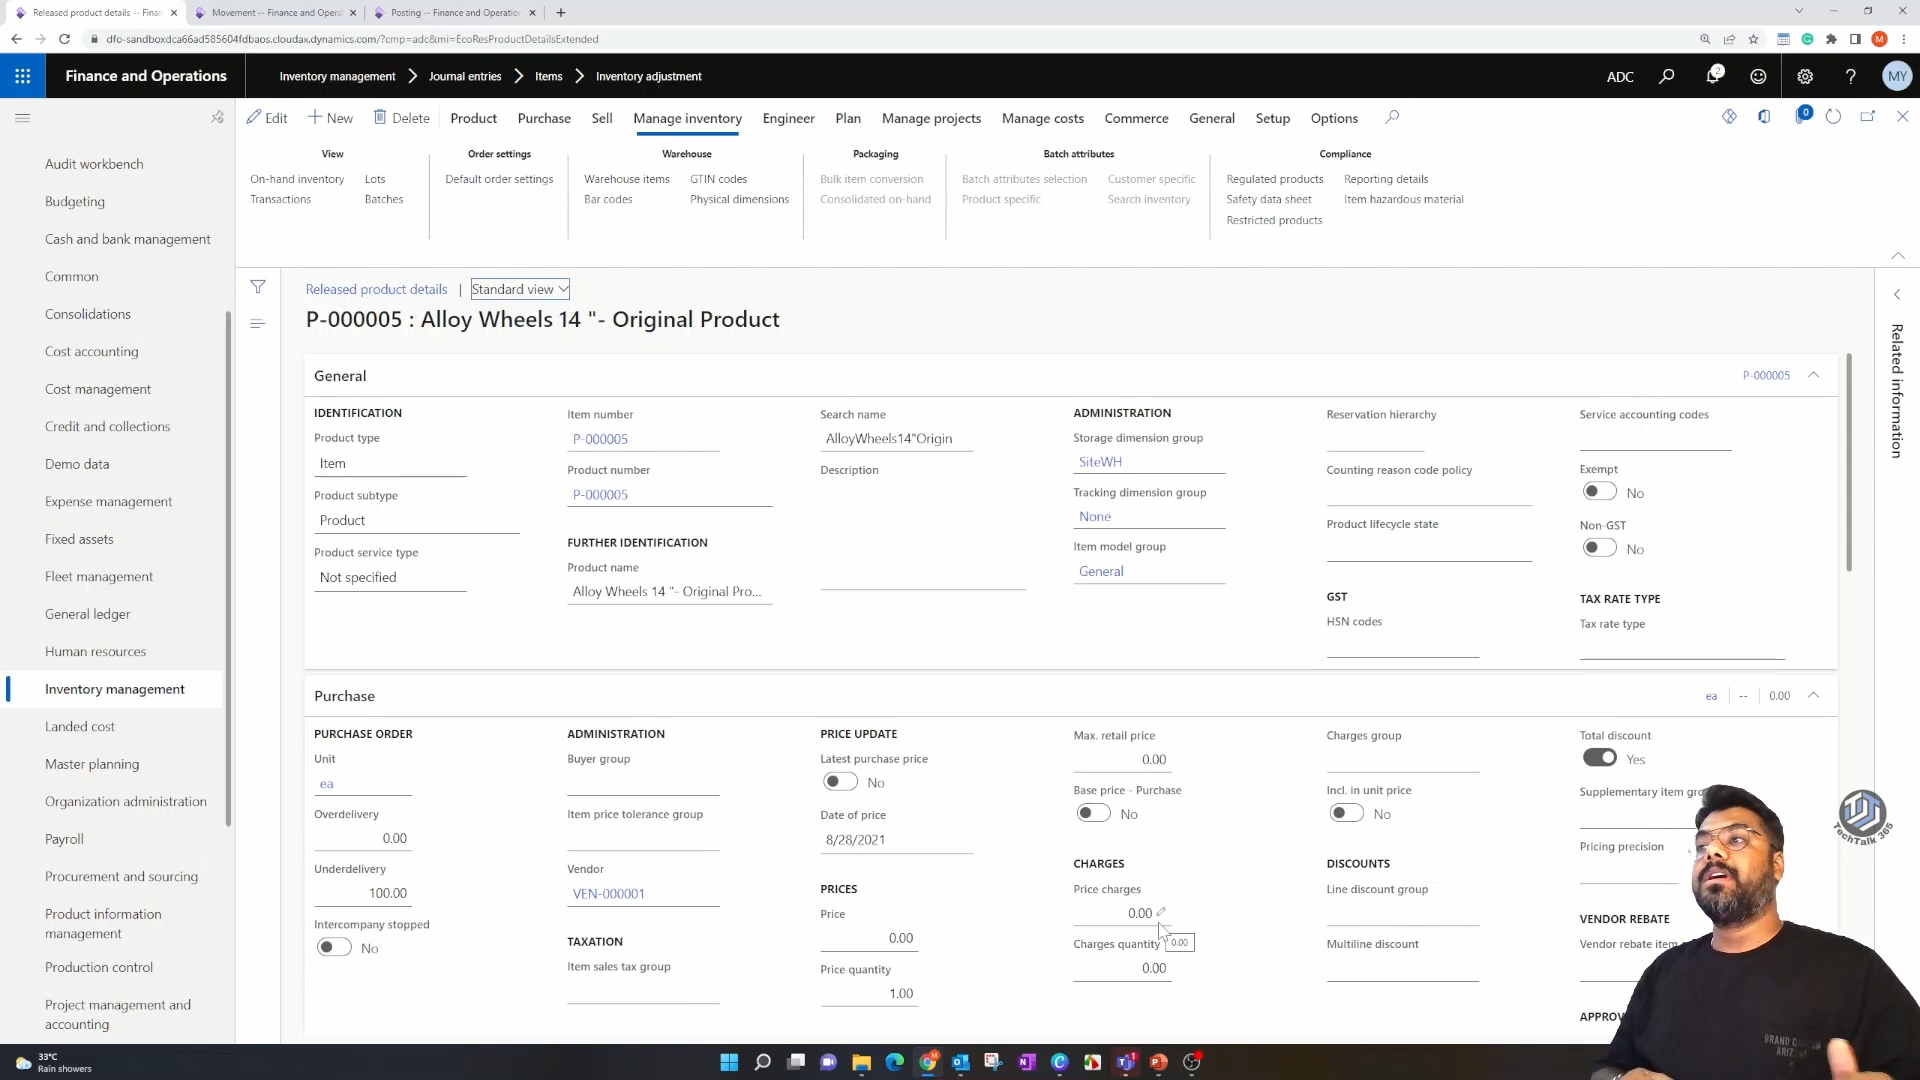 Released product details -- Finan
Movement -- Finance and Opera
Posting -- Finance and Operation
dfo-sandboxdca66ad585604fdbaos.cloudax.dynamics.com/?cmp=adc&mi=EcoResProductDetailsExtended
M
Finance and Operations
Inventory management
Journal entries
Items
Inventory adjustment
ADC
2
?
MY
Edit
New
Delete
Product
Purchase
Sell
Manage inventory
Engineer
Plan
Manage projects
Manage costs
Commerce
General
Setup
Options
0
View
On-hand inventory
Lots
Transactions
Batches
Order settings
Default order settings
Warehouse
Warehouse items
GTIN codes
Bar codes
Physical dimensions
Packaging
Bulk item conversion
Consolidated on-hand
Batch attributes
Batch attributes selection
Customer specific
Product specific
Search inventory
Compliance
Regulated products
Reporting details
Safety data sheet
Item hazardous material
Restricted products
Audit workbench
Budgeting
Cash and bank management
Common
Consolidations
Cost accounting
Cost management
Credit and collections
Demo data
Expense management
Fixed assets
Fleet management
General ledger
Human resources
Inventory management
Landed cost
Master planning
Organization administration
Payroll
Procurement and sourcing
Product information
management
Production control
Project management and
accounting
Released product details | Standard view
P-000005 : Alloy Wheels 14 "- Original Product
Related information
General
P-000005
IDENTIFICATION
Product type
Item
Product subtype
Product
Product service type
Not specified
Item number
P-000005
Product number
P-000005
FURTHER IDENTIFICATION
Product name
Alloy Wheels 14 "- Original Pro...
Search name
AlloyWheels14"Origin
Description
ADMINISTRATION
Storage dimension group
SiteWH
Tracking dimension group
None
Item model group
General
Reservation hierarchy
Counting reason code policy
Product lifecycle state
GST
HSN codes
Service accounting codes
Exempt
No
Non-GST
No
TAX RATE TYPE
Tax rate type
Purchase
ea
--
0.00
PURCHASE ORDER
Unit
ea
Overdelivery
0.00
Underdelivery
100.00
Intercompany stopped
No
ADMINISTRATION
Buyer group
Item price tolerance group
Vendor
VEN-000001
TAXATION
Item sales tax group
PRICE UPDATE
Latest purchase price
No
Date of price
8/28/2021
PRICES
Price
0.00
Price quantity
1.00
Max. retail price
0.00
Base price - Purchase
No
CHARGES
Price charges
0.00
Charges quantity
0.00
0.00
Charges group
Incl. in unit price
No
DISCOUNTS
Line discount group
Multiline discount
Total discount
Yes
Supplementary item gro
Pricing precision
VENDOR REBATE
Vendor rebate item
APPROV
TechTalk 365
33°C
Rain showers